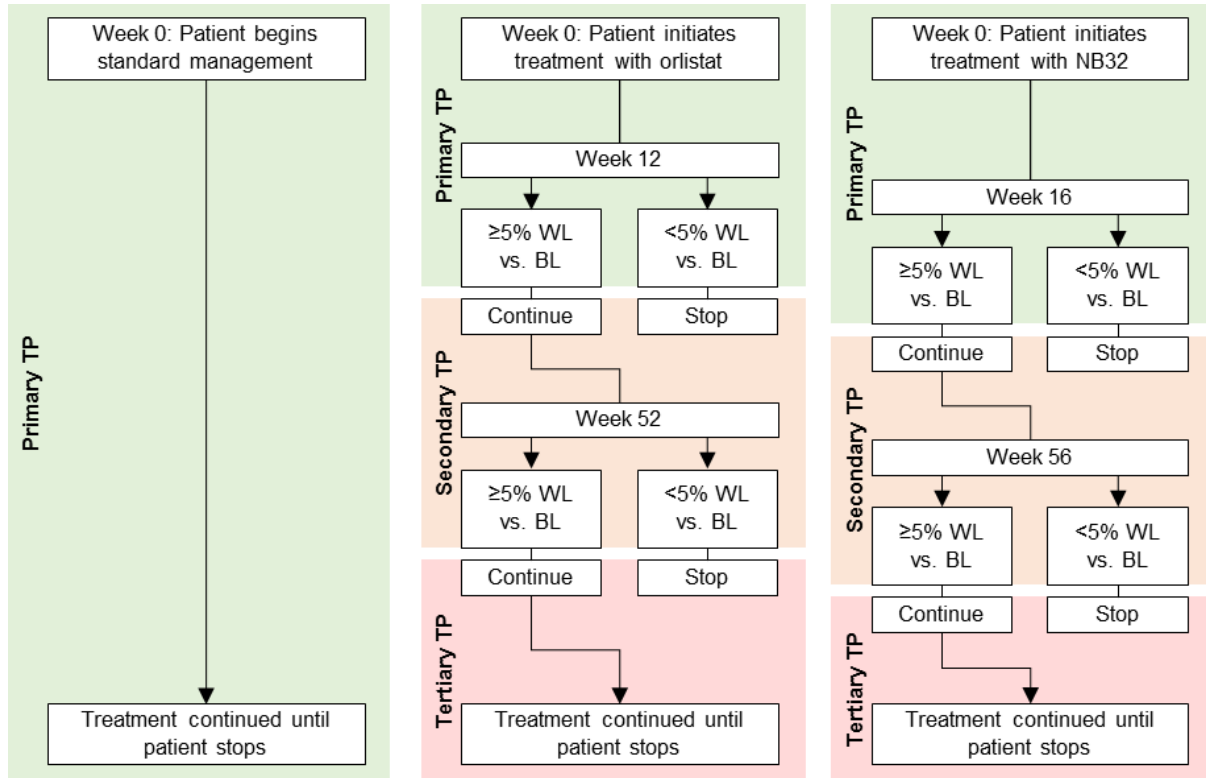 Week 0: Patient begins
standard management
Primary TP
Treatment continued until
patient stops
Week 0: Patient initiates
treatment with orlistat
Primary TP
Week 12
≥5% WL
vs. BL
<5% WL
vs. BL
Continue
Stop
Secondary TP
Week 52
≥5% WL
vs. BL
<5% WL
vs. BL
Continue
Stop
Tertiary TP
Treatment continued until
patient stops
Week 0: Patient initiates
treatment with NB32
Primary TP
Week 16
≥5% WL
vs. BL
<5% WL
vs. BL
Continue
Stop
Secondary TP
Week 56
≥5% WL
vs. BL
<5% WL
vs. BL
Continue
Stop
Tertiary TP
Treatment continued until
patient stops